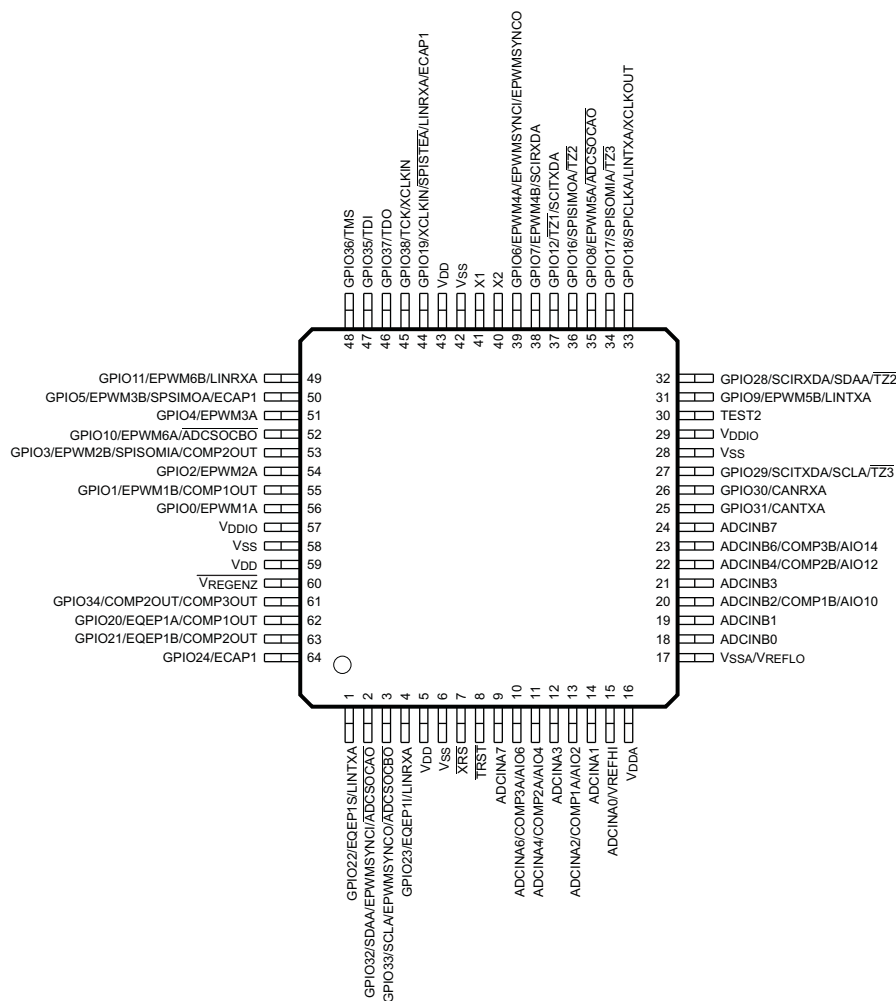 GPIO36/TMS
GPIO35/TDI
GPIO37/TDO
GPIO38/TCK/XCLKIN
GPIO19/XCLKIN/SPISTEA/LINRXA/ECAP1
VDD
VSS
X1
X2
GPIO6/EPWM4A/EPWMSYNCI/EPWMSYNCO
GPIO7/EPWM4B/SCIRXDA
GPIO12/TZ1/SCITXDA
GPIO16/SPISIMOA/TZ2
GPIO8/EPWM5A/ADCSOCAO
GPIO17/SPISOMIA/TZ3
GPIO18/SPICLKA/LINTXA/XCLKOUT
48
47
46
45
44
43
42
41
40
39
38
37
36
35
34
33
GPIO11/EPWM6B/LINRXA 49
GPIO5/EPWM3B/SPSIMOA/ECAP1 50
GPIO4/EPWM3A 51
GPIO10/EPWM6A/ADCSOCBO 52
GPIO3/EPWM2B/SPISOMIA/COMP2OUT 53
GPIO2/EPWM2A 54
GPIO1/EPWM1B/COMP1OUT 55
GPIO0/EPWM1A 56
VDDIO 57
VSS 58
VDD 59
VREGENZ 60
GPIO34/COMP2OUT/COMP3OUT 61
GPIO20/EQEP1A/COMP1OUT 62
GPIO21/EQEP1B/COMP2OUT 63
GPIO24/ECAP1 64
32 GPIO28/SCIRXDA/SDAA/TZ2
31 GPIO9/EPWM5B/LINTXA
30 TEST2
29 VDDIO
28 VSS
27 GPIO29/SCITXDA/SCLA/TZ3
26 GPIO30/CANRXA
25 GPIO31/CANTXA
24 ADCINB7
23 ADCINB6/COMP3B/AIO14
22 ADCINB4/COMP2B/AIO12
21 ADCINB3
20 ADCINB2/COMP1B/AIO10
19 ADCINB1
18 ADCINB0
17 VSSA/VREFLO
1
2
3
4
5
6
7
8
9
10
11
12
13
14
15
16
GPIO22/EQEP1S/LINTXA
GPIO32/SDAA/EPWMSYNCI/ADCSOCAO
GPIO33/SCLA/EPWMSYNCO/ADCSOCBO
GPIO23/EQEP1I/LINRXA
VDD
VSS
XRS
TRST
ADCINA7
ADCINA6/COMP3A/AIO6
ADCINA4/COMP2A/AIO4
ADCINA3
ADCINA2/COMP1A/AIO2
ADCINA1
ADCINA0/VREFHI
VDDA